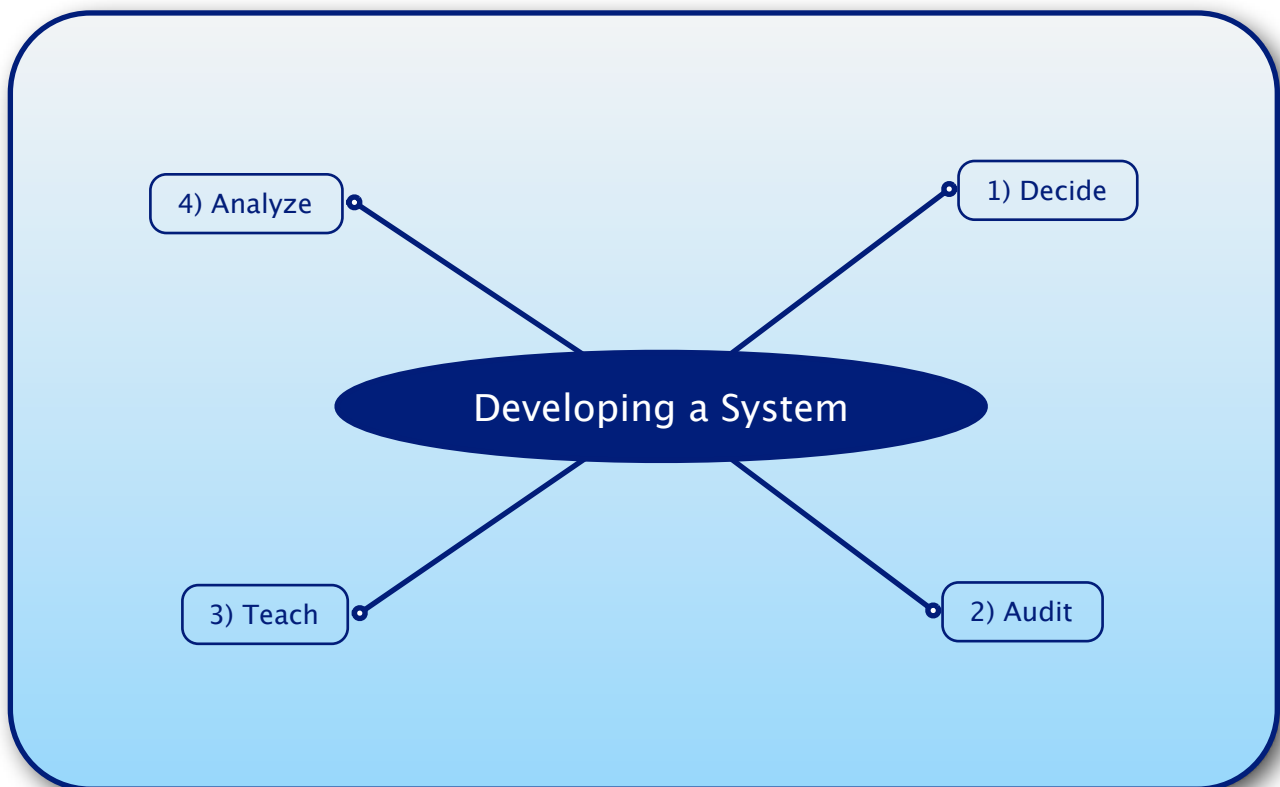 4) Analyze
1) Decide
Developing a System
3) Teach
2) Audit